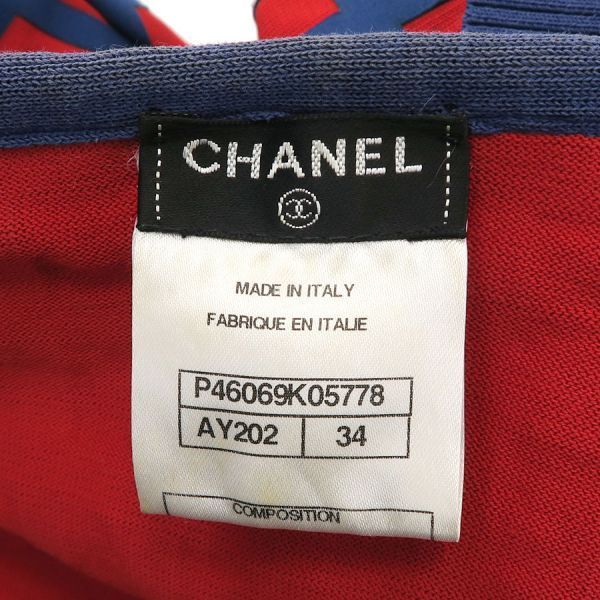 CHANEL
MADE IN ITALY
FABRIQUE EN ITALIE
P46069K05778
AY202 34
COMPOSITION